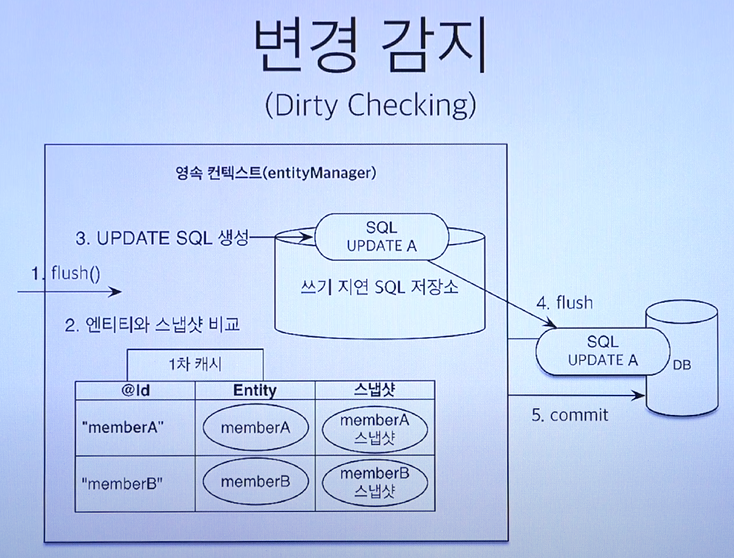 변경 감지
(Dirty Checking)
영속 컨텍스트(entityManager)
3. UPDATE SQL 생성
SQL
UPDATE A
1. flush()
쓰기 지연 SQL 저장소
2. 엔티티와 스냅샷 비교
4. flush
SQL
UPDATE A
DB
1차 캐시
@Id Entity 스냅샷
"memberA" memberA memberA
스냅샷
5. commit
"memberB" memberB memberB
스냅샷